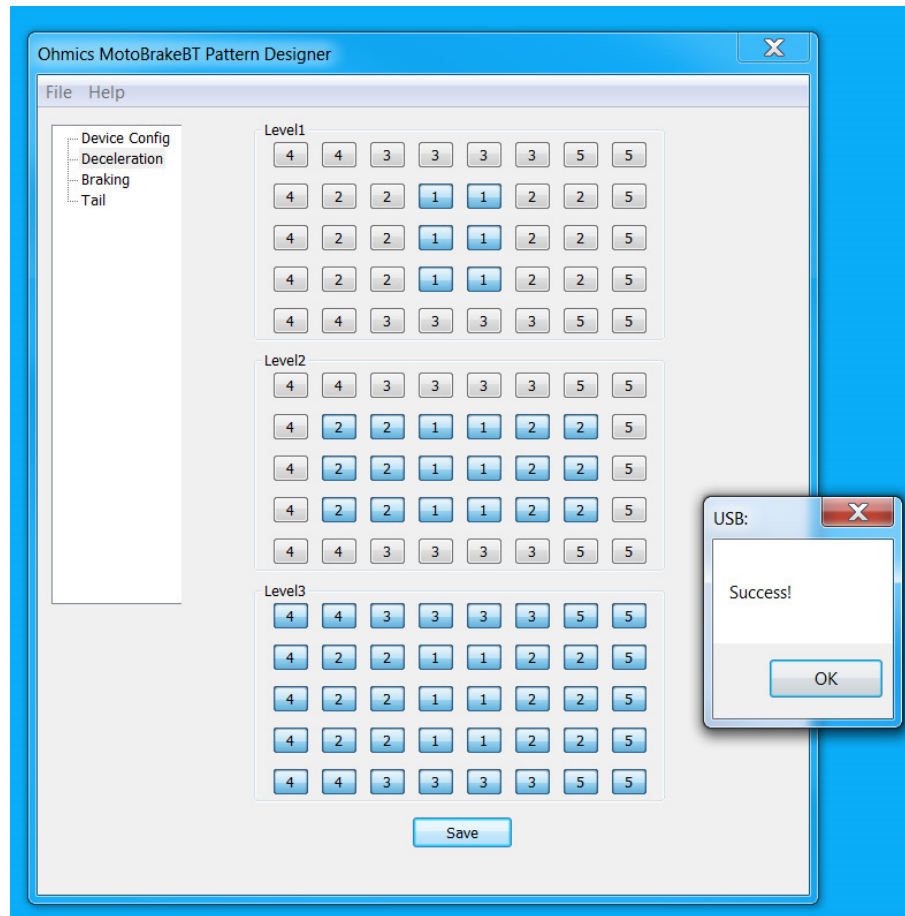 Ohmics MotoBrakeBT Pattern Designer
File Help
Device Config
Deceleration
Braking
Tail
Level1
4 4 3 3 3 3 5 5
4 2 2 1 1 2 2 5
4 2 2 1 1 2 2 5
4 2 2 1 1 2 2 5
4 4 3 3 3 3 5 5
Level2
4 4 3 3 3 3 5 5
4 2 2 1 1 2 2 5
4 2 2 1 1 2 2 5
4 2 2 1 1 2 2 5
4 4 3 3 3 3 5 5
Level3
4 4 3 3 3 3 5 5
4 2 2 1 1 2 2 5
4 2 2 1 1 2 2 5
4 2 2 1 1 2 2 5
4 4 3 3 3 3 5 5
Save
USB:
Success!
OK